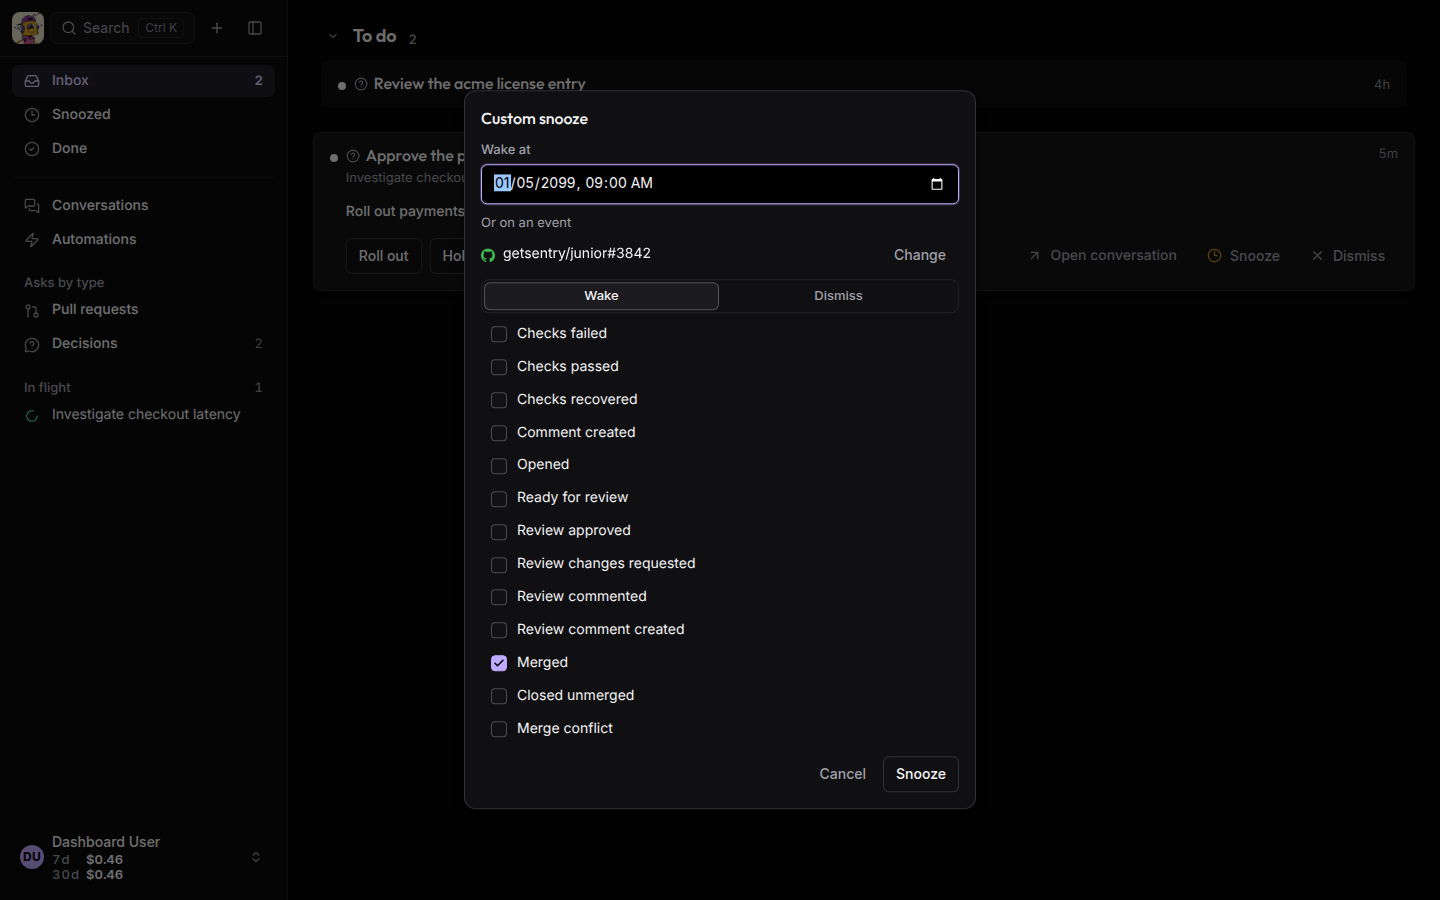 Search Ctrl K
Inbox 2
Snoozed
Done
Conversations
Automations
Asks by type
Pull requests
Decisions 2
In flight 1
Investigate checkout latency
Dashboard User
DU
7d $0.46
30d $0.46
To do 2
Review the acme license entry 4h
Approve the p 5m
Investigate checkou
Roll out payments
Roll out
Hol
Open conversation
Snooze
Dismiss
Custom snooze
Wake at
01/05/2099, 09:00 AM
Or on an event
getsentry/junior#3842 Change
Wake Dismiss
Checks failed
Checks passed
Checks recovered
Comment created
Opened
Ready for review
Review approved
Review changes requested
Review commented
Review comment created
Merged
Closed unmerged
Merge conflict
Cancel Snooze